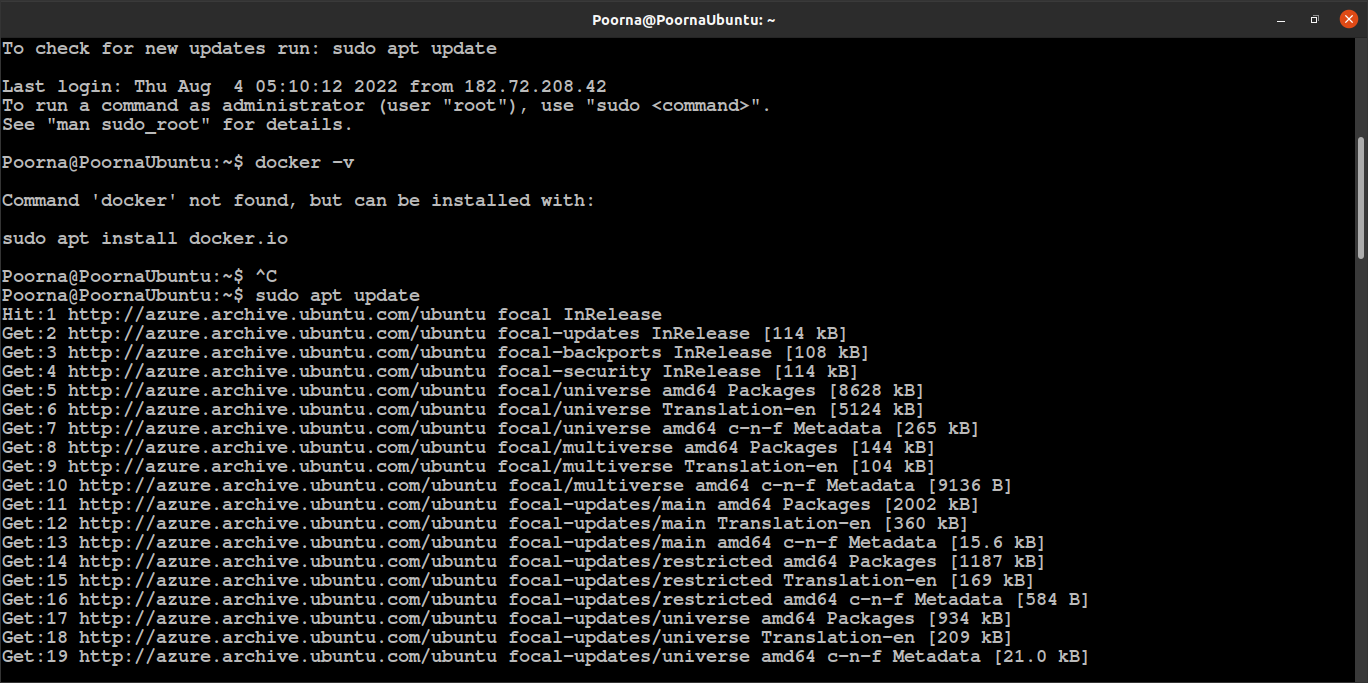 Poorna@PoornaUbuntu: ~
To check for new updates run: sudo apt update
Last login: Thu Aug  4 05:10:12 2022 from 182.72.208.42
To run a command as administrator (user "root"), use "sudo <command>".
See "man sudo_root" for details.
Poorna@PoornaUbuntu:~$ docker -v
Command 'docker' not found, but can be installed with:
sudo apt install docker.io
Poorna@PoornaUbuntu:~$ ^C
Poorna@PoornaUbuntu:~$ sudo apt update
Hit:1 http://azure.archive.ubuntu.com/ubuntu focal InRelease
Get:2 http://azure.archive.ubuntu.com/ubuntu focal-updates InRelease [114 kB]
Get:3 http://azure.archive.ubuntu.com/ubuntu focal-backports InRelease [108 kB]
Get:4 http://azure.archive.ubuntu.com/ubuntu focal-security InRelease [114 kB]
Get:5 http://azure.archive.ubuntu.com/ubuntu focal/universe amd64 Packages [8628 kB]
Get:6 http://azure.archive.ubuntu.com/ubuntu focal/universe Translation-en [5124 kB]
Get:7 http://azure.archive.ubuntu.com/ubuntu focal/universe amd64 c-n-f Metadata [265 kB]
Get:8 http://azure.archive.ubuntu.com/ubuntu focal/multiverse amd64 Packages [144 kB]
Get:9 http://azure.archive.ubuntu.com/ubuntu focal/multiverse Translation-en [104 kB]
Get:10 http://azure.archive.ubuntu.com/ubuntu focal/multiverse amd64 c-n-f Metadata [9136 B]
Get:11 http://azure.archive.ubuntu.com/ubuntu focal-updates/main amd64 Packages [2002 kB]
Get:12 http://azure.archive.ubuntu.com/ubuntu focal-updates/main Translation-en [360 kB]
Get:13 http://azure.archive.ubuntu.com/ubuntu focal-updates/main amd64 c-n-f Metadata [15.6 kB]
Get:14 http://azure.archive.ubuntu.com/ubuntu focal-updates/restricted amd64 Packages [1187 kB]
Get:15 http://azure.archive.ubuntu.com/ubuntu focal-updates/restricted Translation-en [169 kB]
Get:16 http://azure.archive.ubuntu.com/ubuntu focal-updates/restricted amd64 c-n-f Metadata [584 B]
Get:17 http://azure.archive.ubuntu.com/ubuntu focal-updates/universe amd64 Packages [934 kB]
Get:18 http://azure.archive.ubuntu.com/ubuntu focal-updates/universe Translation-en [209 kB]
Get:19 http://azure.archive.ubuntu.com/ubuntu focal-updates/universe amd64 c-n-f Metadata [21.0 kB]